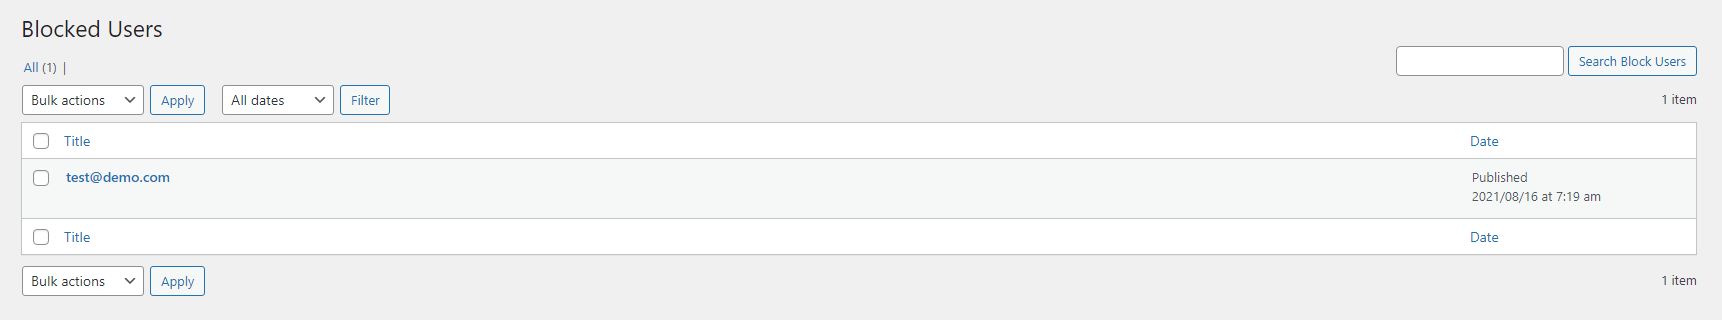 Blocked Users
All (1) |
Search Block Users
Bulk actions Apply All dates Filter 1 item
Title Date
test@demo.com Published
2021/08/16 at 7:19 am
Title Date
Bulk actions Apply 1 item